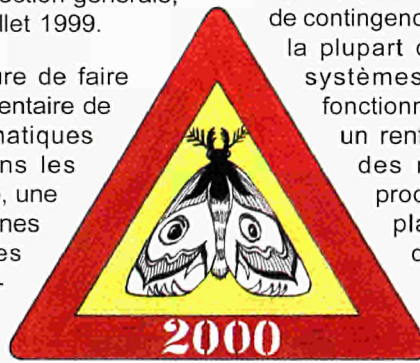 ection générale,
llet 1999.
ure de faire
entaire de
matiques
ns les
, une
nes
es
-
de contingenc
la plupart
systèmes
fonctionn
un ren
des
proc
pla
2000